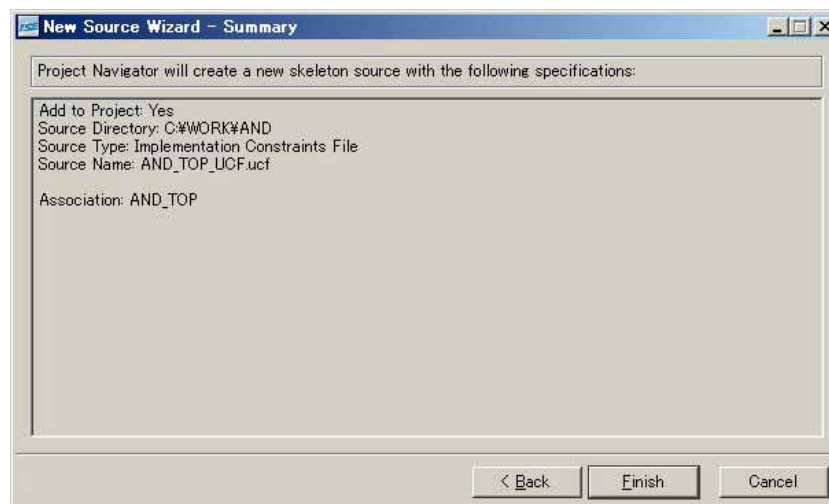 ISE New Source Wizard - Summary
Project Navigator will create a new skeleton source with the following specifications:
Add to Project: Yes
Source Directory: C:¥WORK¥AND
Source Type: Implementation Constraints File
Source Name: AND_TOP_UCF.ucf
Association: AND_TOP
< Back Finish Cancel